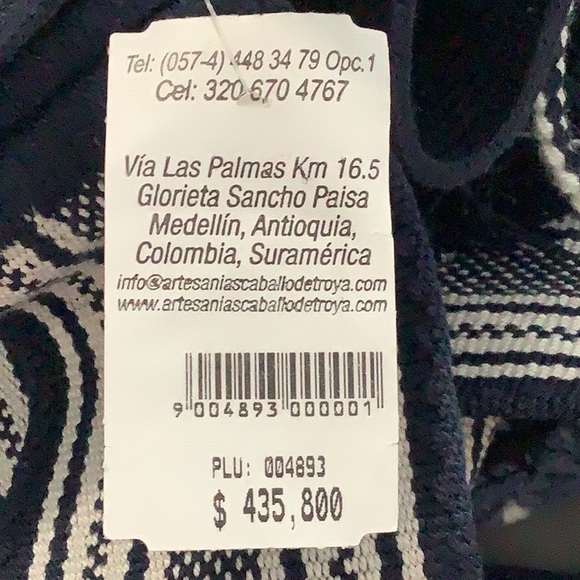 Tel: (057-4) 448 34 79 Opc.1
Cel: 320 670 4767
Vía Las Palmas Km 16.5
Glorieta Sancho Paisa
Medellín, Antioquia,
Colombia, Suramérica
info@artesaniascaballodetroya.com
www.artesaniascaballodetroya.com
9 004893 000001
PLU: 004893
$ 435,800